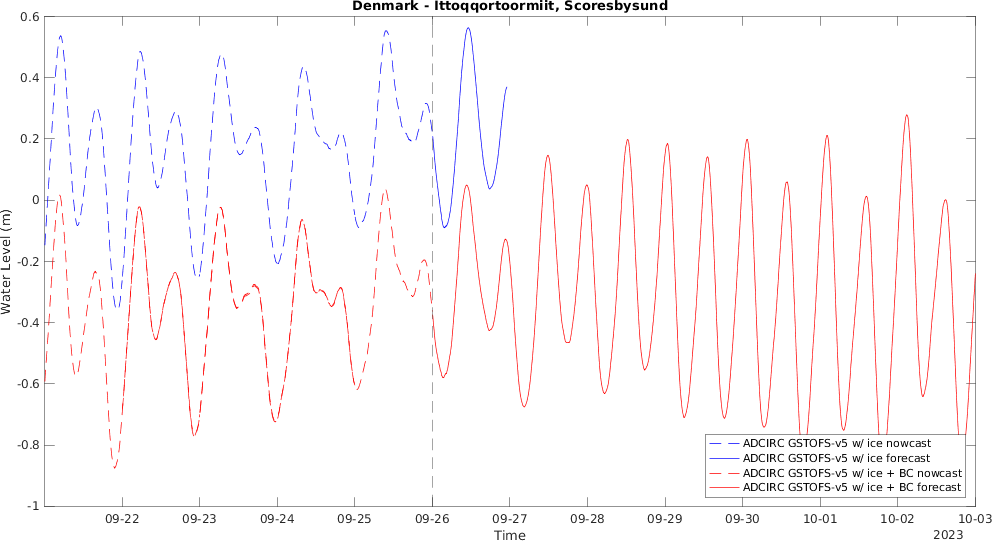 Denmark - Ittoqqortoormiit, Scoresbysund
0.6
0.4
0.2
0
-0.2
-0.4
-0.6
-0.8
-1
Water Level (m)
ADCIRC GSTOFS-v5 w/ ice nowcast
ADCIRC GSTOFS-v5 w/ ice forecast
ADCIRC GSTOFS-v5 w/ ice + BC nowcast
ADCIRC GSTOFS-v5 w/ ice + BC forecast
09-22 09-23 09-24 09-25 09-26 09-27 09-28 09-29 09-30 10-01 10-02 10-03
Time
2023